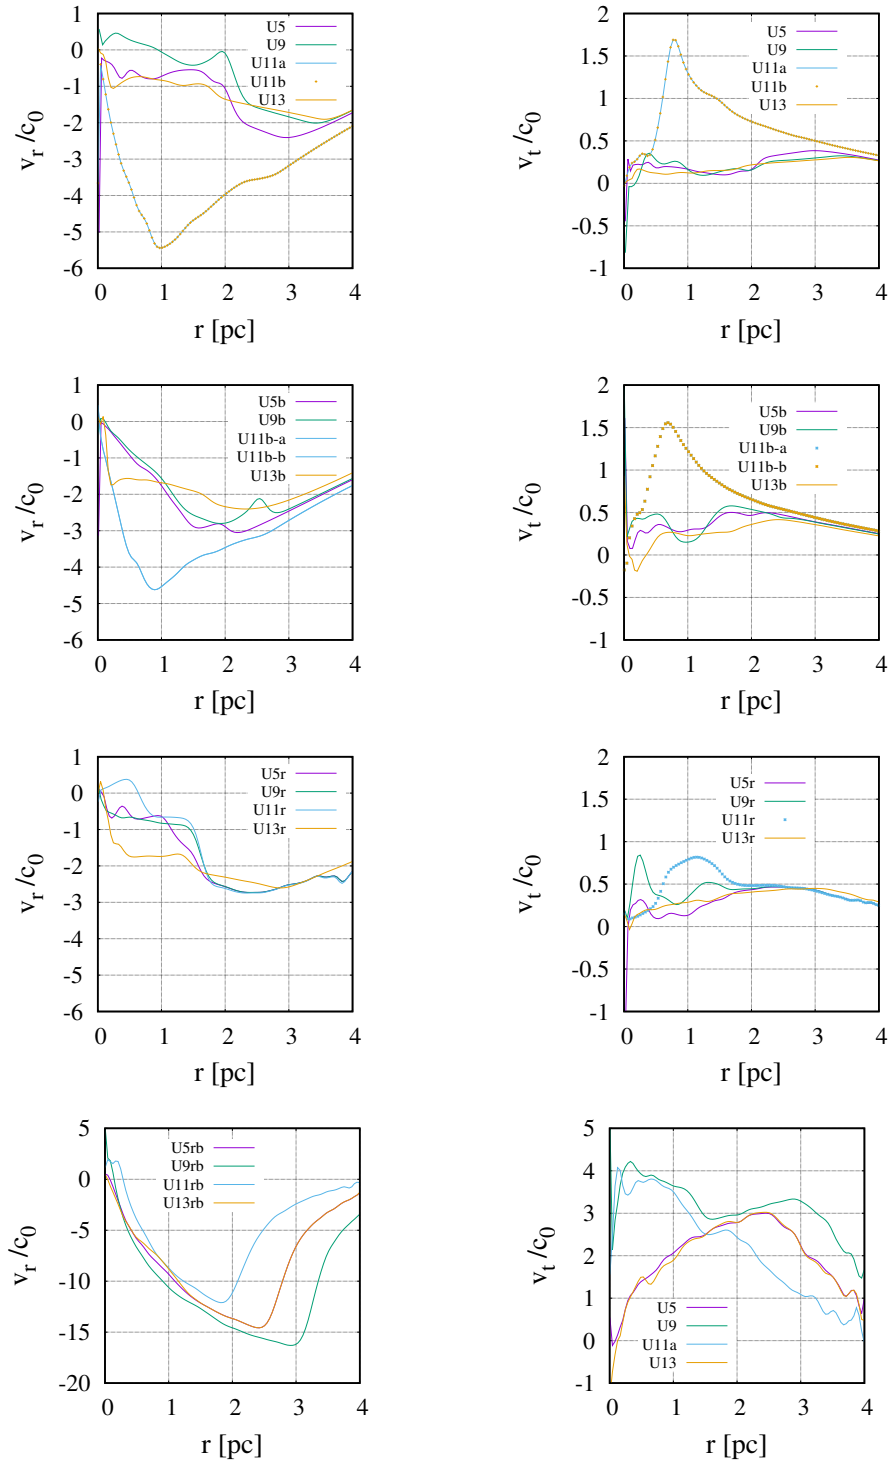 1
0
-1
-2
-3
-4
-5
-6
0 1 2 3 4
v_r /c_0
r [pc]
U5
U9
U11a
U11b
U13
2
1.5
1
0.5
0
-0.5
-1
0 1 2 3 4
v_t /c_0
r [pc]
U5
U9
U11a
U11b
U13
1
0
-1
-2
-3
-4
-5
-6
0 1 2 3 4
v_r /c_0
r [pc]
U5b
U9b
U11b-a
U11b-b
U13b
2
1.5
1
0.5
0
-0.5
-1
0 1 2 3 4
v_t /c_0
r [pc]
U5b
U9b
U11b-a
U11b-b
U13b
1
0
-1
-2
-3
-4
-5
-6
0 1 2 3 4
v_r /c_0
r [pc]
U5r
U9r
U11r
U13r
2
1.5
1
0.5
0
-0.5
-1
0 1 2 3 4
v_t /c_0
r [pc]
U5r
U9r
U11r
U13r
5
0
-5
-10
-15
-20
0 1 2 3 4
v_r /c_0
r [pc]
U5rb
U9rb
U11rb
U13rb
5
4
3
2
1
0
-1
0 1 2 3 4
v_t /c_0
r [pc]
U5
U9
U11a
U13